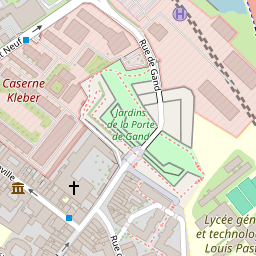 t Neuf
Rue de Gand
Caserne
Kleber
Jardins
de la Porte
de Gand
ville
Rue
Lycée gén
et technolo
Louis Past